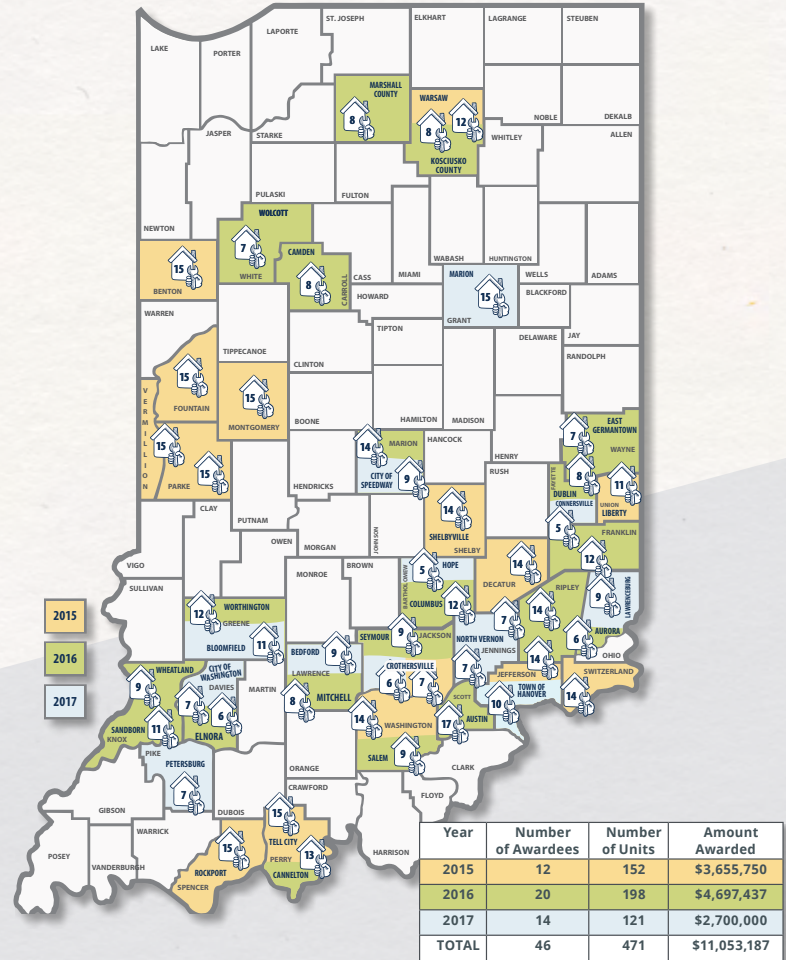 ST. JOSEPH
ELKHART
LAGRANGE
STEUBEN
LAKE
PORTER
LAPORTE
MARSHALL
COUNTY
8
WARSAW
8
12
KOSCIUSKO
COUNTY
NOBLE
DEKALB
JASPER
STARKE
WHITLEY
ALLEN
PULASKI
FULTON
NEWTON
WOLCOTT
7
WHITE
CAMDEN
8
CARROLL
CASS
MIAMI
WABASH
HUNTINGTON
WELLS
ADAMS
15
BENTON
HOWARD
MARION
15
GRANT
BLACKFORD
WARREN
TIPTON
DELAWARE
JAY
RANDOLPH
TIPPECANOE
CLINTON
15
FOUNTAIN
15
MONTGOMERY
VERMILLION
BOONE
HAMILTON
MADISON
15
PARKE
15
HENDRICKS
14
MARION
CITY OF
SPEEDWAY
9
HANCOCK
HENRY
RUSH
EAST
GERMANTOWN
7
WAYNE
FAYETTE
8
DUBLIN
CONNERSVILLE
5
11
UNION
LIBERTY
CLAY
PUTNAM
OWEN
MORGAN
JOHNSON
14
SHELBYVILLE
SHELBY
FRANKLIN
12
VIGO
SULLIVAN
MONROE
BROWN
BARTHOLOMEW
5
HOPE
COLUMBUS
12
14
DECATUR
RIPLEY
14
9
LAWRENCEBURG
12
WORTHINGTON
GREENE
BLOOMFIELD
11
BEDFORD
9
LAWRENCE
SEYMOUR
9
JACKSON
NORTH VERNON
7
JENNINGS
7
6
AURORA
OHIO
14
JEFFERSON
SWITZERLAND
14
TOWN OF
HANOVER
10
9
WHEATLAND
CITY OF
WASHINGTON
DAVIES
7
6
ELNORA
MARTIN
8
MITCHELL
CROTHERSVILLE
6
7
SCOTT
AUSTIN
17
14
WASHINGTON
SALEM
9
SANDBORN
KNOX
11
PIKE
PETERSBURG
7
ORANGE
CRAWFORD
CLARK
FLOYD
HARRISON
GIBSON
DUBOIS
WARRICK
POSEY
VANDERBURGH
15
ROCKPORT
SPENCER
15
TELL CITY
PERRY
13
CANNELTON
2015
2016
2017
Year Number of Awardees Number of Units Amount Awarded
2015 12 152 $3,655,750
2016 20 198 $4,697,437
2017 14 121 $2,700,000
TOTAL 46 471 $11,053,187